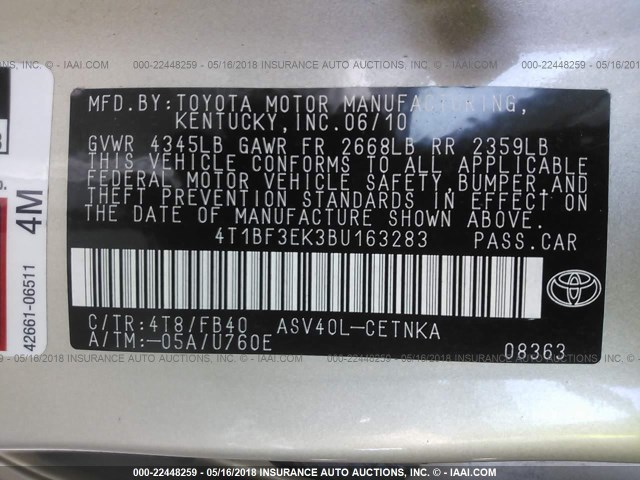 000-22448259 - 05/16/2018 INSURANCE AUTO AUCTIONS, INC. - © IAAI.COM
MFD.BY:TOYOTA MOTOR MANUFACTURING,
KENTUCKY,INC.06/10
GVWR 4345LB GAWR FR 2668LB RR 2359LB
THIS VEHICLE CONFORMS TO ALL APPLICABLE
FEDERAL MOTOR VEHICLE SAFETY,BUMPER,AND
THEFT PREVENTION STANDARDS IN EFFECT ON
THE DATE OF MANUFACTURE SHOWN ABOVE.
4T1BF3EK3BU163283 PASS.CAR
C/TR:4T8/FB40 ASV40L-CETNKA
A/TM:-05A/U760E
08363
4M
42661-06511
000-22448259 - 05/16/2018 INSURANCE AUTO AUCTIONS, INC. - © IAAI.COM